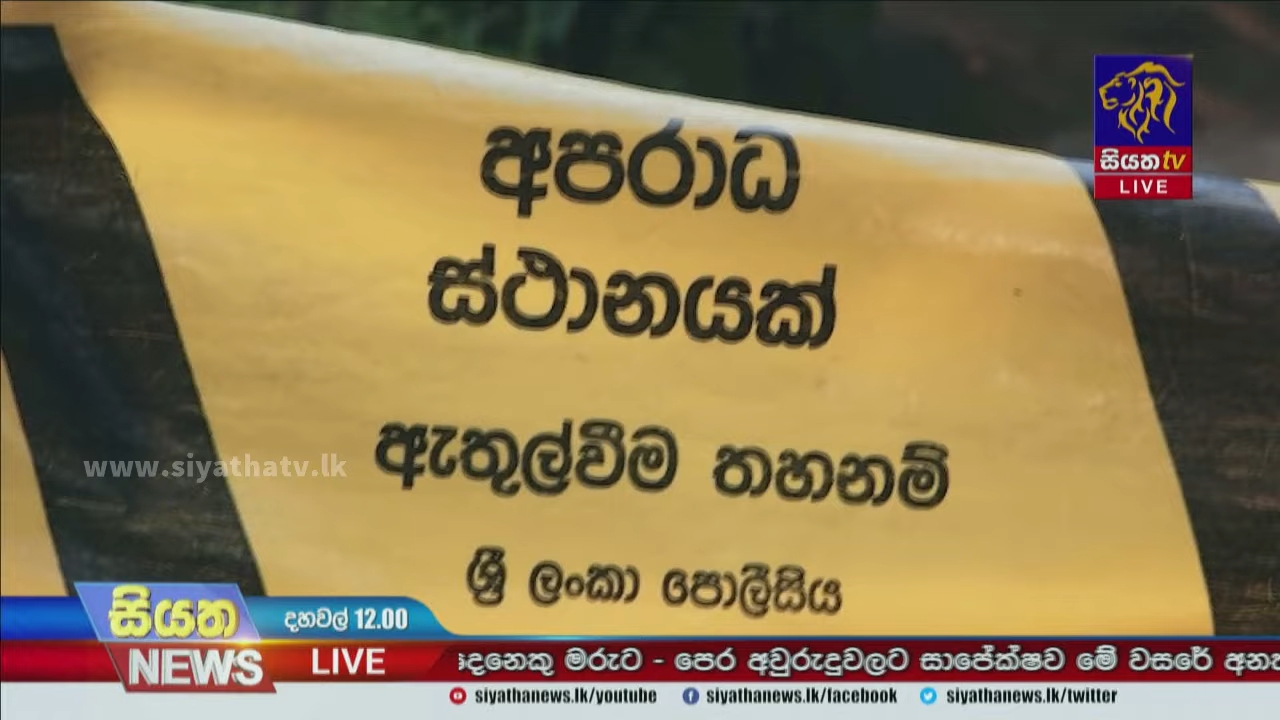 සියත tv
LIVE
අපරාධ
ස්ථානයක්
ඇතුල්වීම තහනම්
ශ්‍රී ලංකා පොලීසිය
www.siyathatv.lk
සියත
NEWS
දහවල් 12.00
LIVE
දෙනෙකු මරුට - පෙර අවුරුදුවලට සාපේක්ෂව මේ වසරේ
siyathanews.lk/youtube
siyathanews.lk/facebook
siyathanews.lk/twitter